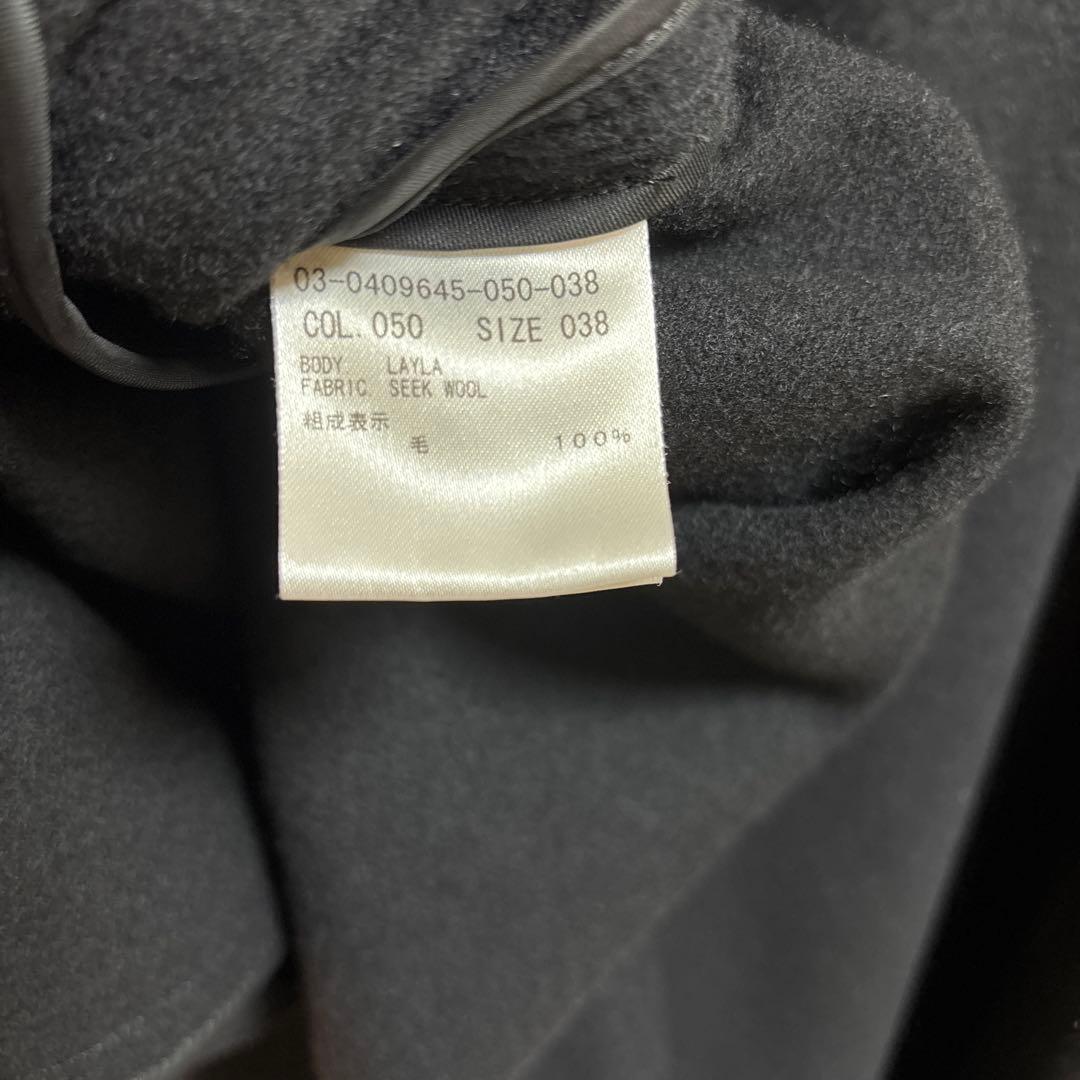 03-0409645-050-038
COL. 050 SIZE 038
BODY LAYLA
FABRIC SEEK WOOL
組成表示
毛 100%